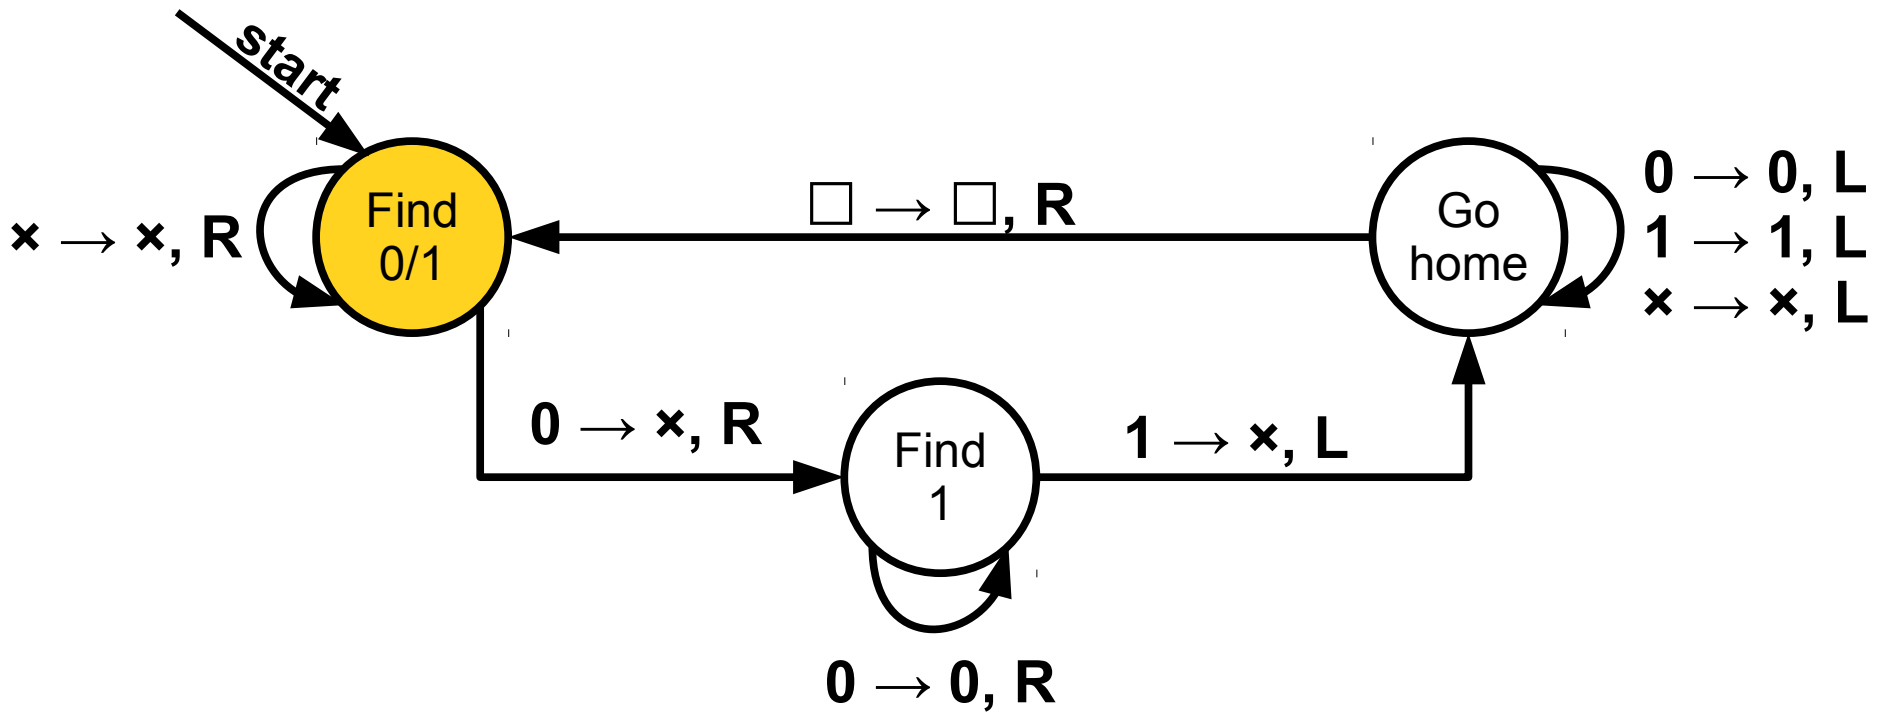 start
Find
0/1
× → ×, R
□ → □, R
Go
home
0 → 0, L
1 → 1, L
× → ×, L
0 → ×, R
Find
1
1 → ×, L
0 → 0, R